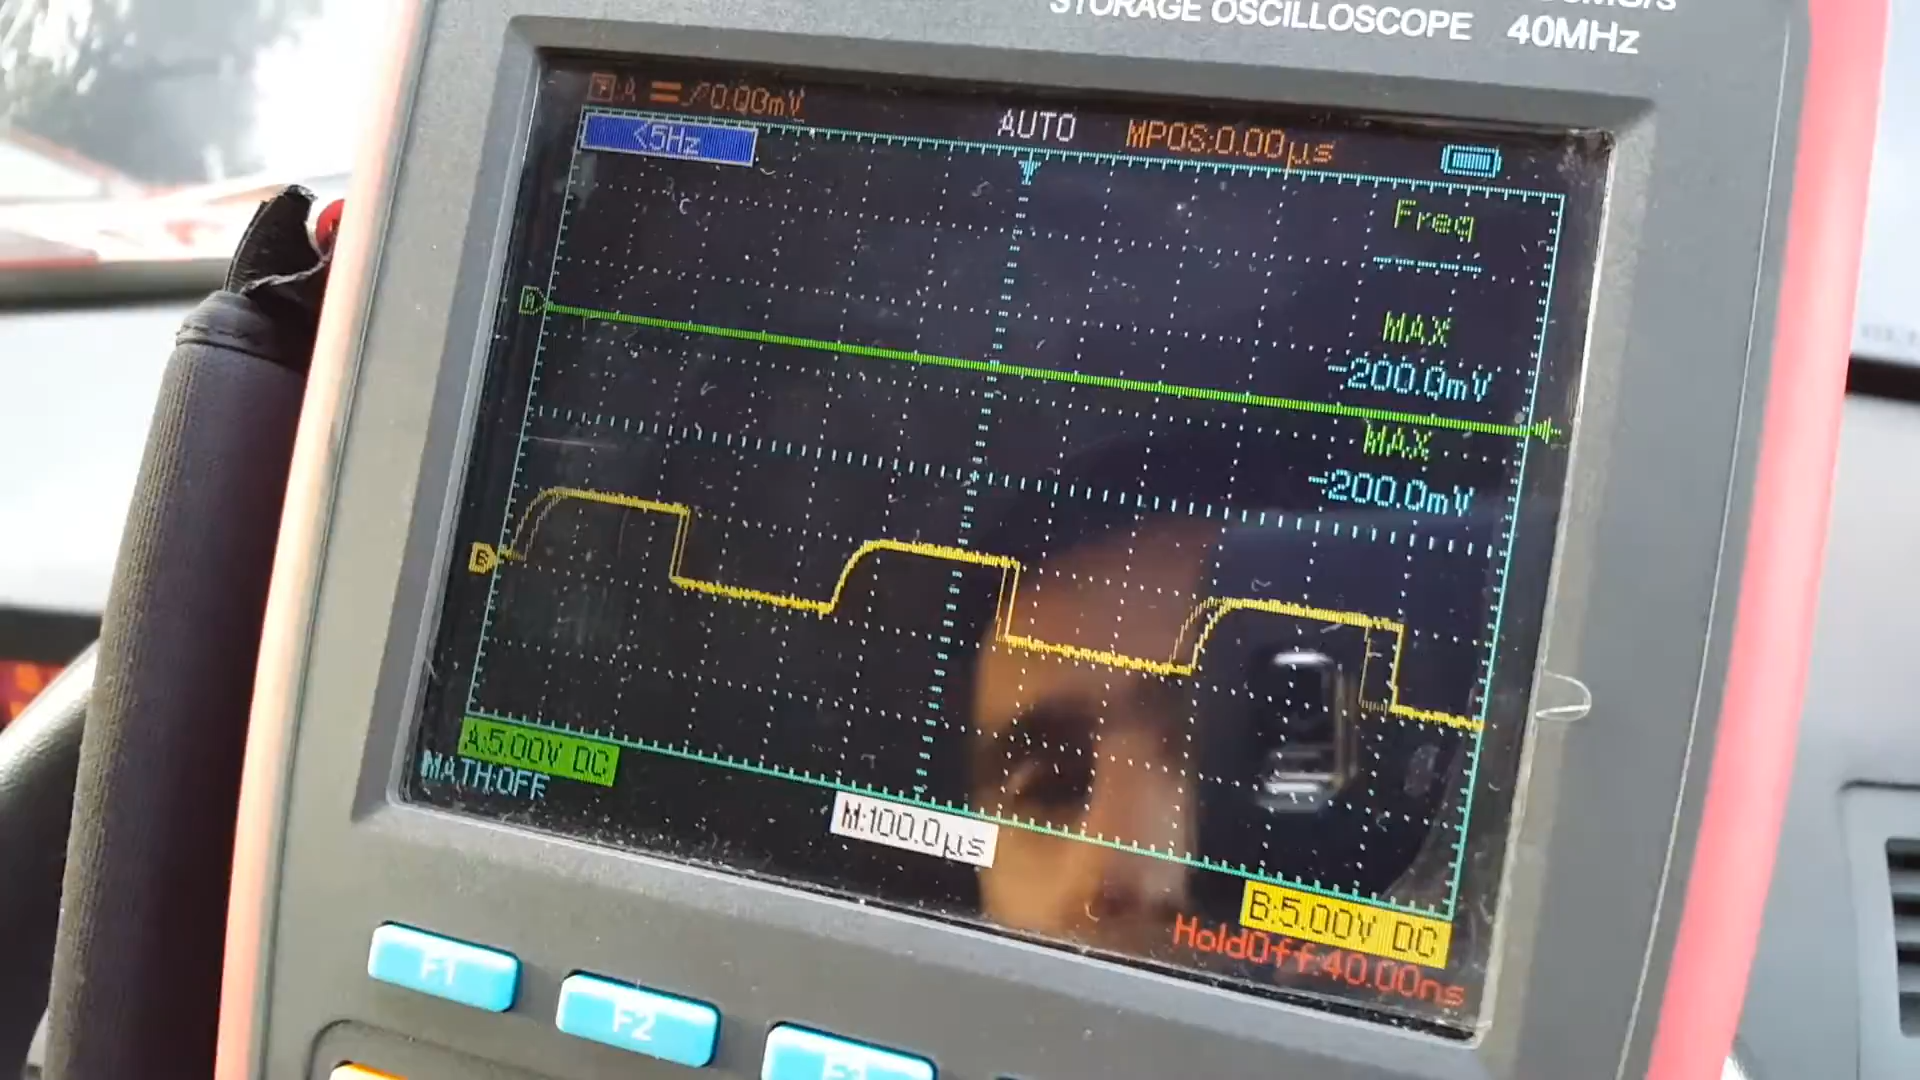 STORAGE OSCILLOSCOPE 40MHz
0.00mV
<5Hz
AUTO
MPOS:0.00µs
Freq
-------
MAX
-200.0mV
MAX
-200.0mV
A
B
A:5.00V DC
MATH:OFF
M:100.0µs
B:5.00V DC
HoldOff:40.00ns
F1
F2